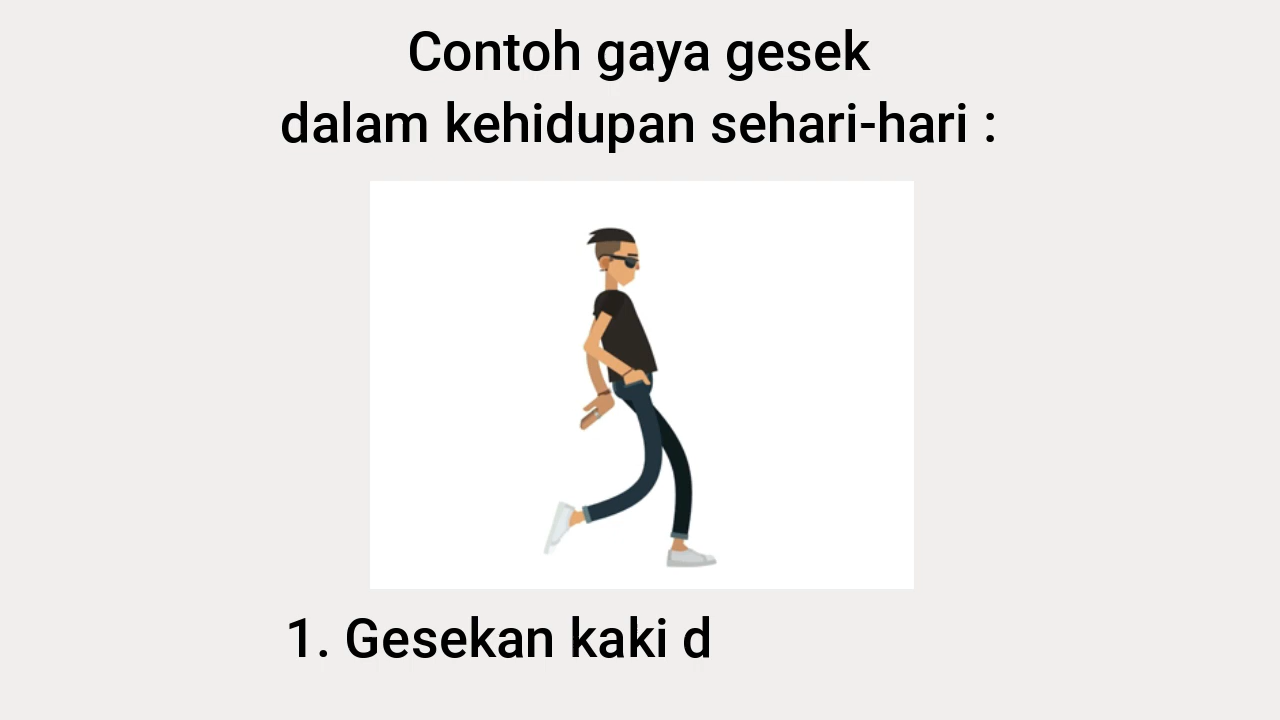 Contoh gaya gesek
dalam kehidupan sehari-hari :
1. Gesekan kaki d